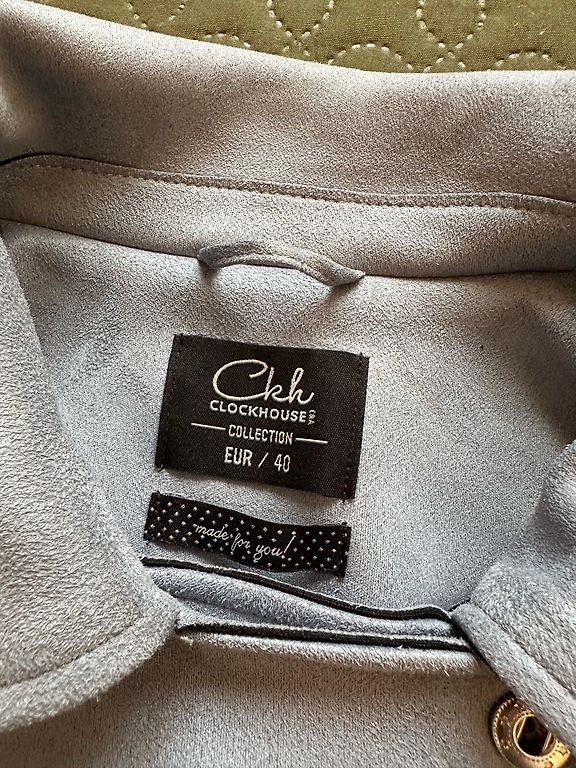 Ckh
CLOCKHOUSE
C&A
COLLECTION
EUR / 40
made for you!